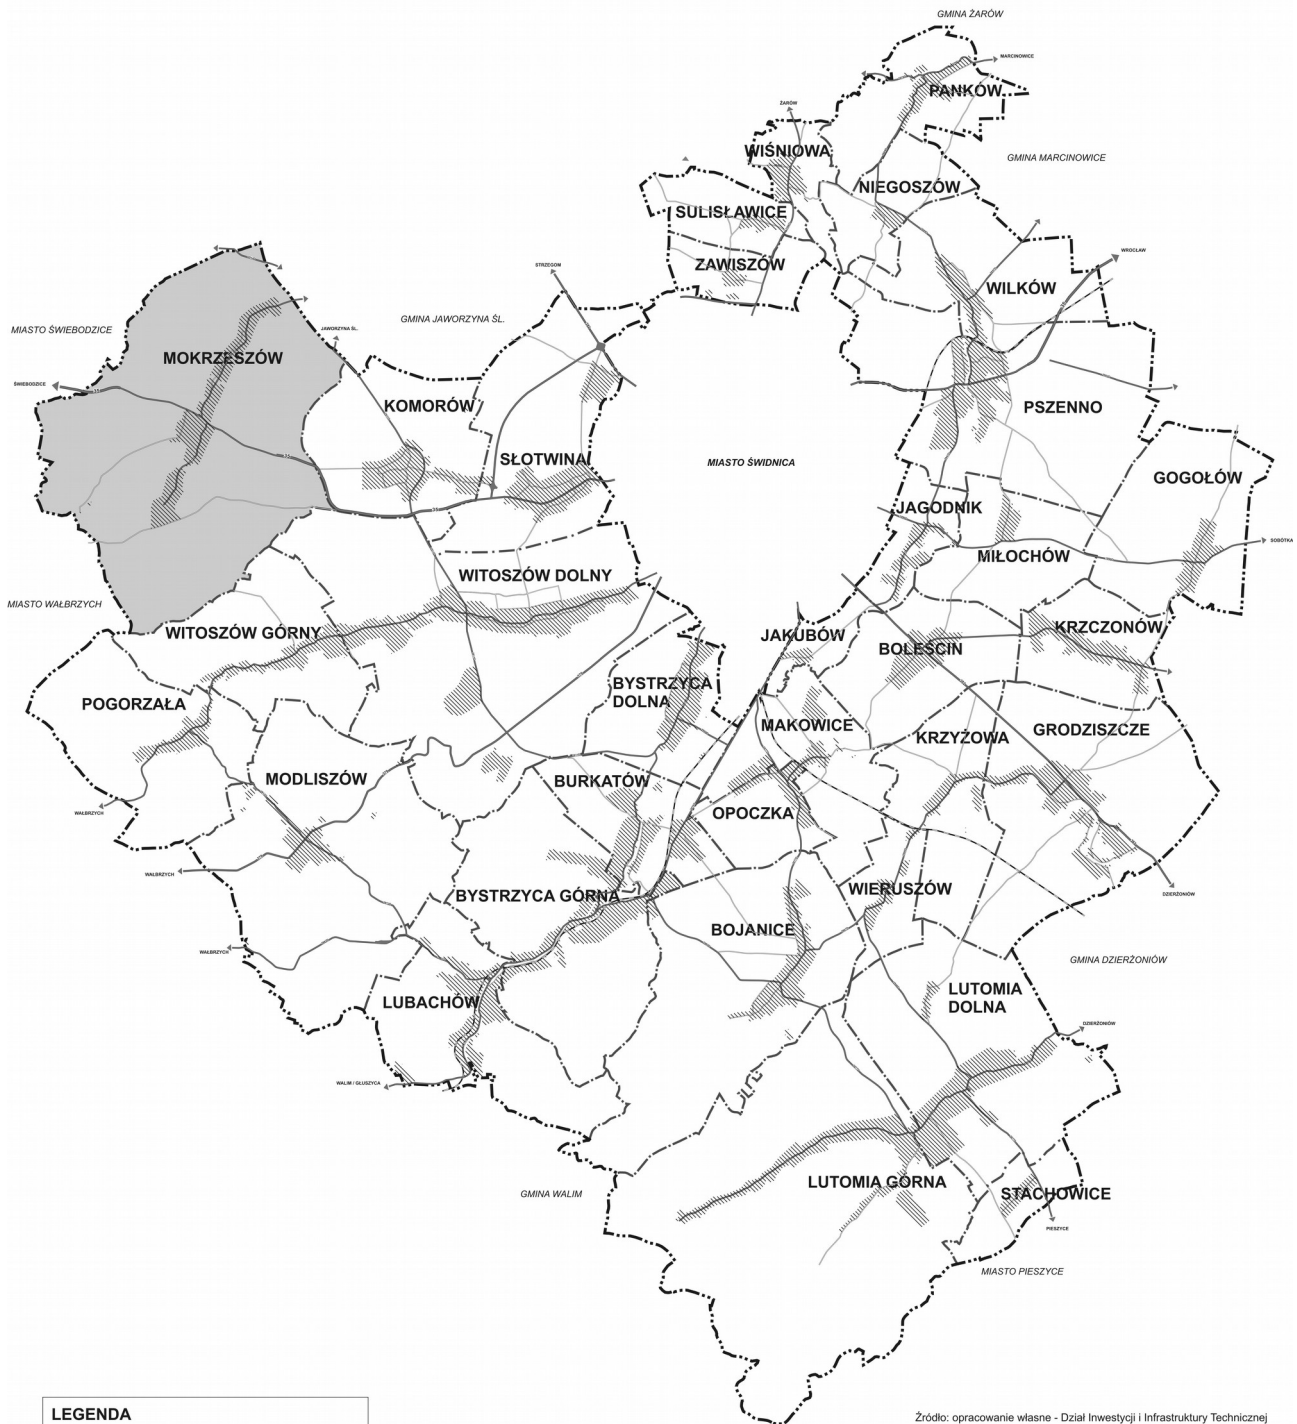 GMINA ŻARÓW
MARCINOWICE
PANKÓW
ŻARÓW
WIŚNIOWA
GMINA MARCINOWICE
NIEGOSZÓW
SULISŁAWICE
ZAWISZÓW
WROCŁAW
STRZEGOM
WILKÓW
GMINA JAWORZYNA ŚL.
MIASTO ŚWIEBODZICE
JAWORZYNA ŚL.
MOKRZESZÓW
ŚWIEBODZICE
KOMORÓW
PSZENNO
SŁOTWINA
MIASTO ŚWIDNICA
GOGOŁÓW
JAGODNIK
SOBÓTKA
MIŁOCHÓW
WITOSZÓW DOLNY
MIASTO WAŁBRZYCH
WITOSZÓW GÓRNY
JAKUBÓW
KRZCZONÓW
BOLEŚCIN
BYSTRZYCA
DOLNA
POGORZAŁA
MAKOWICE
GRODZISZCZE
KRZYŻOWA
MODLISZÓW
BURKATÓW
OPOCZKA
WAŁBRZYCH
WAŁBRZYCH
WIERUSZÓW
DZIERŻONIÓW
BYSTRZYCA GÓRNA
BOJANICE
WAŁBRZYCH
GMINA DZIERŻONIÓW
LUTOMIA
DOLNA
LUBACHÓW
DZIERŻONIÓW
WALIM / GŁUSZYCA
LUTOMIA GÓRNA
STACHOWICE
GMINA WALIM
PIESZYCE
MIASTO PIESZYCE
LEGENDA
Źródło: opracowanie własne - Dział Inwestycji i Infrastruktury Technicznej